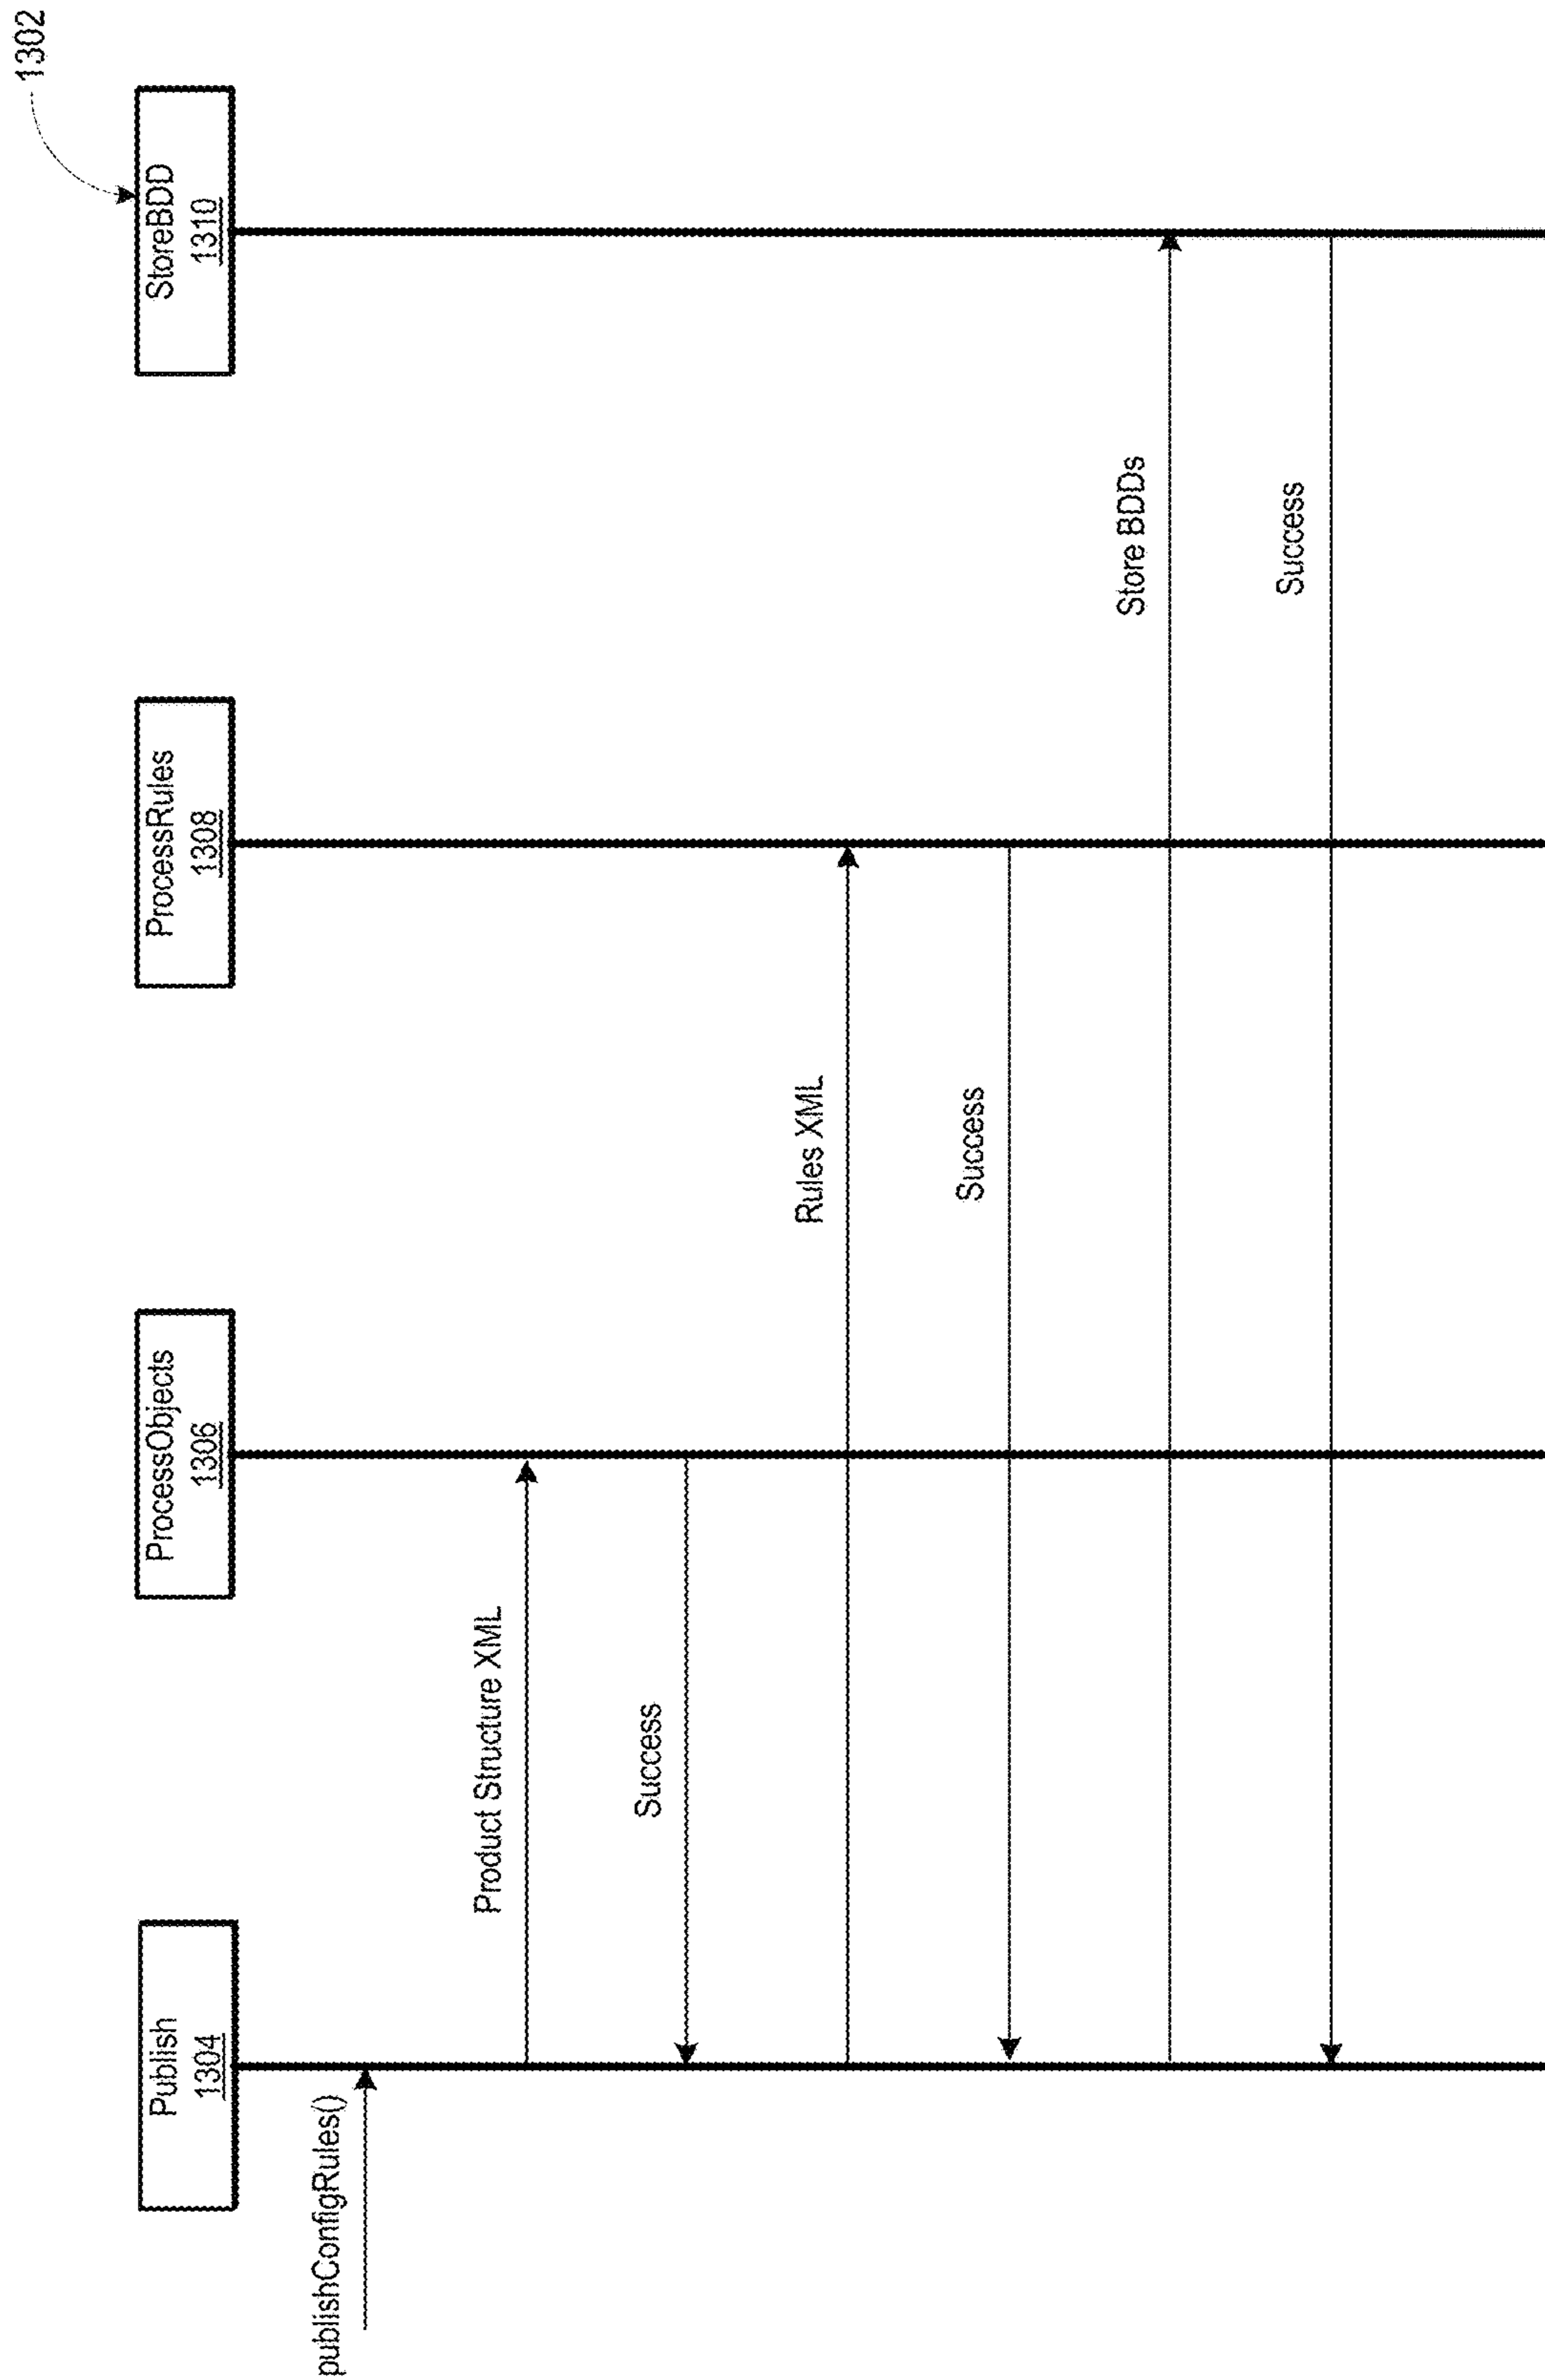 1302
Publish
1304
ProcessObjects
1306
ProcessRules
1308
StoreBDD
1310
publishConfigRules()
Product Structure XML
Success
Rules XML
Success
Store BDDs
Success